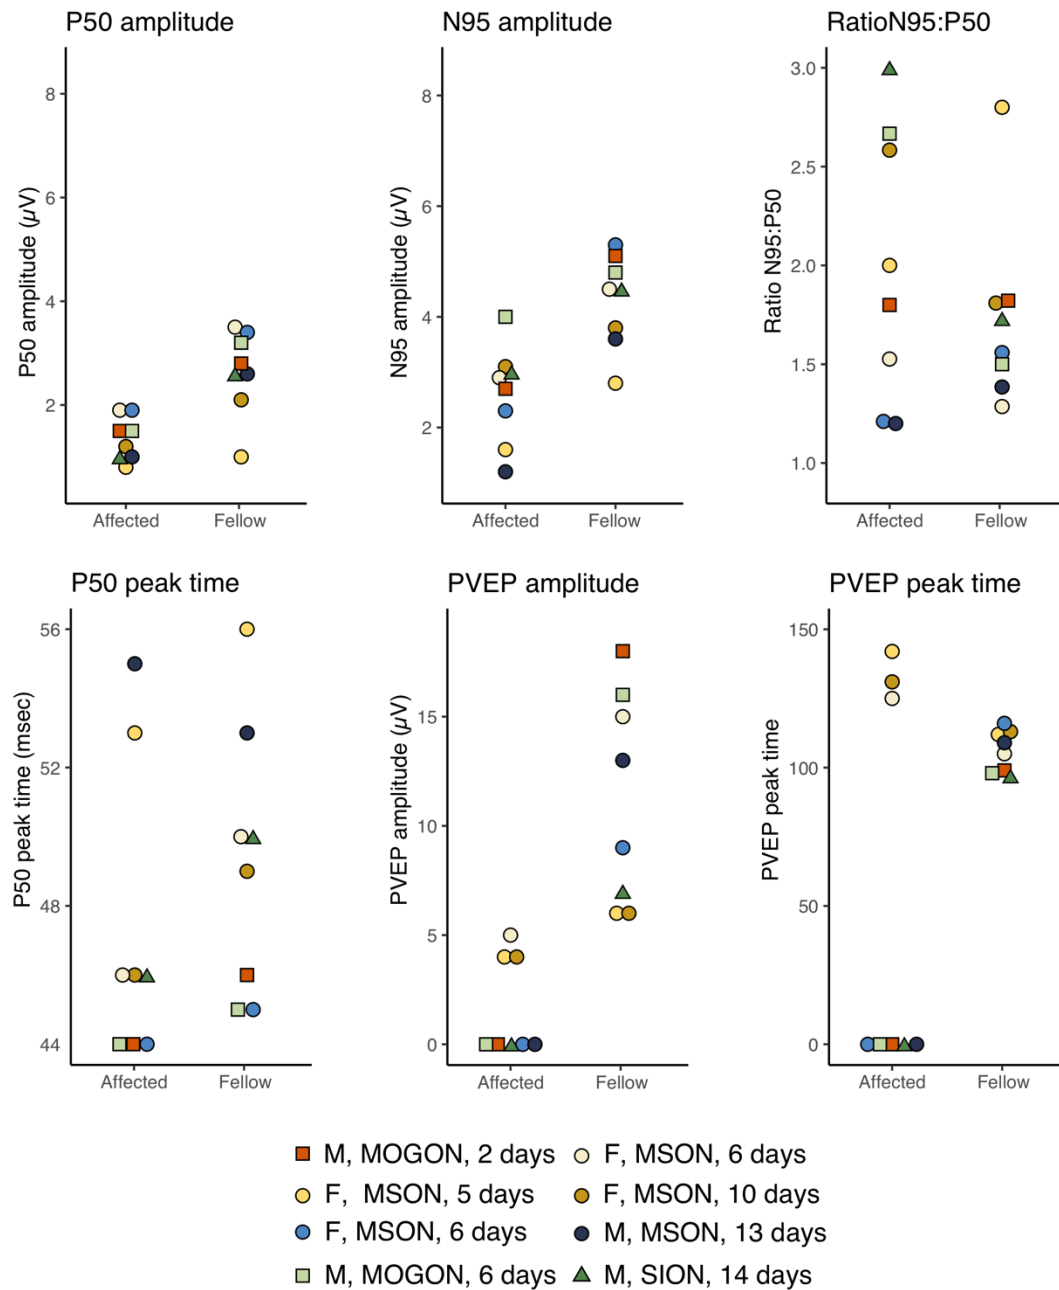 P50 amplitude
N95 amplitude
RatioN95:P50
P50 amplitude (µV)
8
6
4
2
Affected
Fellow
N95 amplitude (µV)
8
6
4
2
Affected
Fellow
Ratio N95:P50
3.0
2.5
2.0
1.5
1.0
Affected
Fellow
P50 peak time
PVEP amplitude
PVEP peak time
P50 peak time (msec)
56
52
48
44
Affected
Fellow
PVEP amplitude (µV)
15
10
5
0
Affected
Fellow
PVEP peak time
150
100
50
0
Affected
Fellow
M, MOGON, 2 days
F, MSON, 6 days
F, MSON, 5 days
F, MSON, 10 days
F, MSON, 6 days
M, MSON, 13 days
M, MOGON, 6 days
M, SION, 14 days